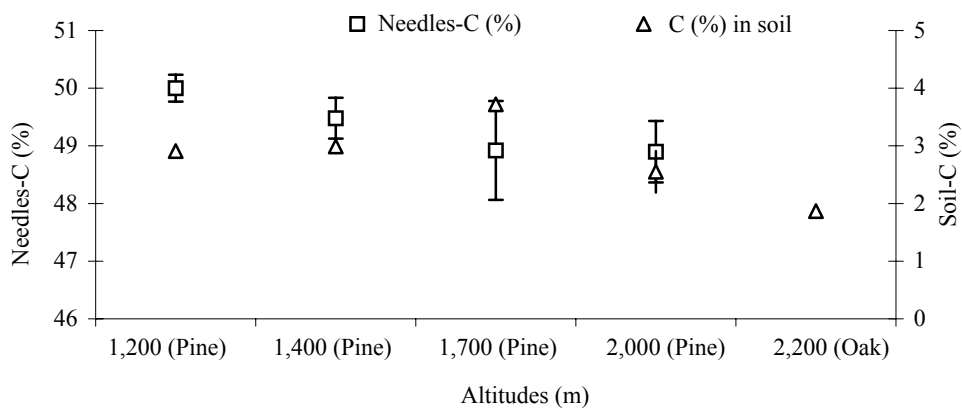 Needles-C (%) C (%) in soil
51 5
50 4
49 3
48 2
47 1
46 0
Needles-C (%)
Soil-C (%)
1,200 (Pine) 1,400 (Pine) 1,700 (Pine) 2,000 (Pine) 2,200 (Oak)
Altitudes (m)